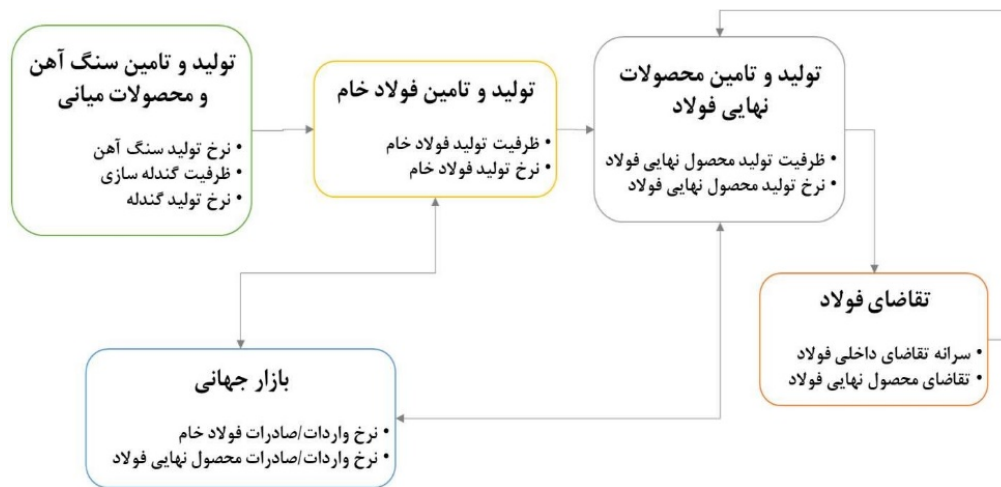 تولید و تامین سنگ آهن
و محصولات میانی
• نرخ تولید سنگ آهن
• ظرفیت گندله سازی
• نرخ تولید گندله
تولید و تامین فولاد خام
• ظرفیت تولید فولاد خام
• نرخ تولید فولاد خام
تولید و تامین محصولات
نهایی فولاد
• ظرفیت تولید محصول نهایی فولاد
• نرخ تولید محصول نهایی فولاد
تقاضای فولاد
• سرانه تقاضای داخلی فولاد
• تقاضای محصول نهایی فولاد
بازار جهانی
• نرخ واردات/صادرات فولاد خام
• نرخ واردات/صادرات محصول نهایی فولاد